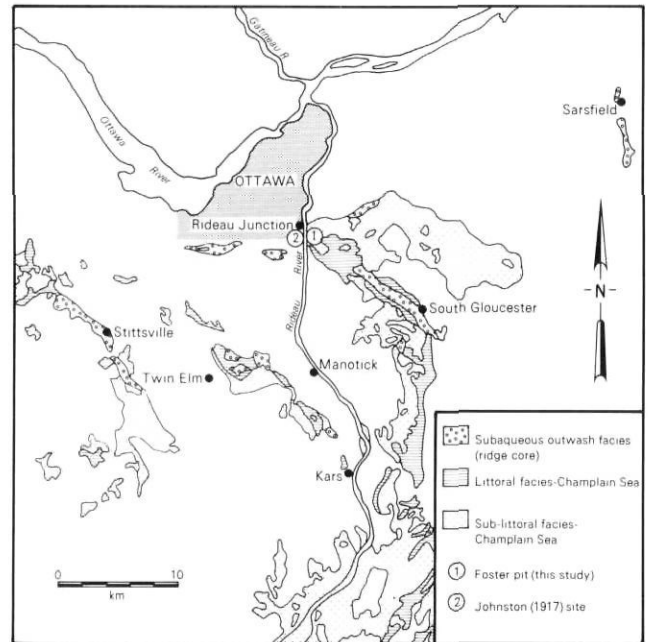 Gatineau R.
Sarsfield
Ottawa
River
OTTAWA
Rideau Junction
2 1
Rideau River
South Gloucester
N
Stittsville
Manotick
Twin Elm
Kars
0 10
km
Subaqueous outwash facies
(ridge core)
Littoral facies-Champlain Sea
Sub-littoral facies-
Champlain Sea
1 Foster pit (this study)
2 Johnston (1917) site